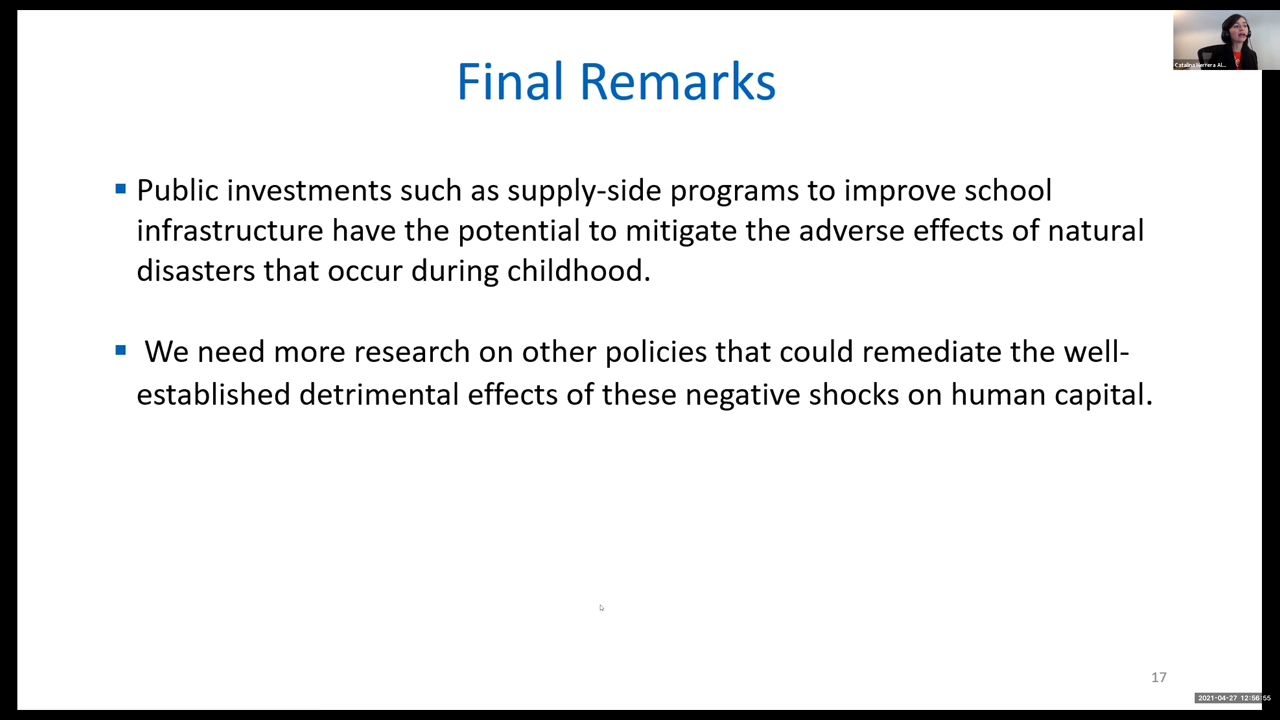 Catalina Herrera Al...
Final Remarks
▪ Public investments such as supply-side programs to improve school
infrastructure have the potential to mitigate the adverse effects of natural
disasters that occur during childhood.
▪ We need more research on other policies that could remediate the well-
established detrimental effects of these negative shocks on human capital.
17
2021-04-27 12:56:55